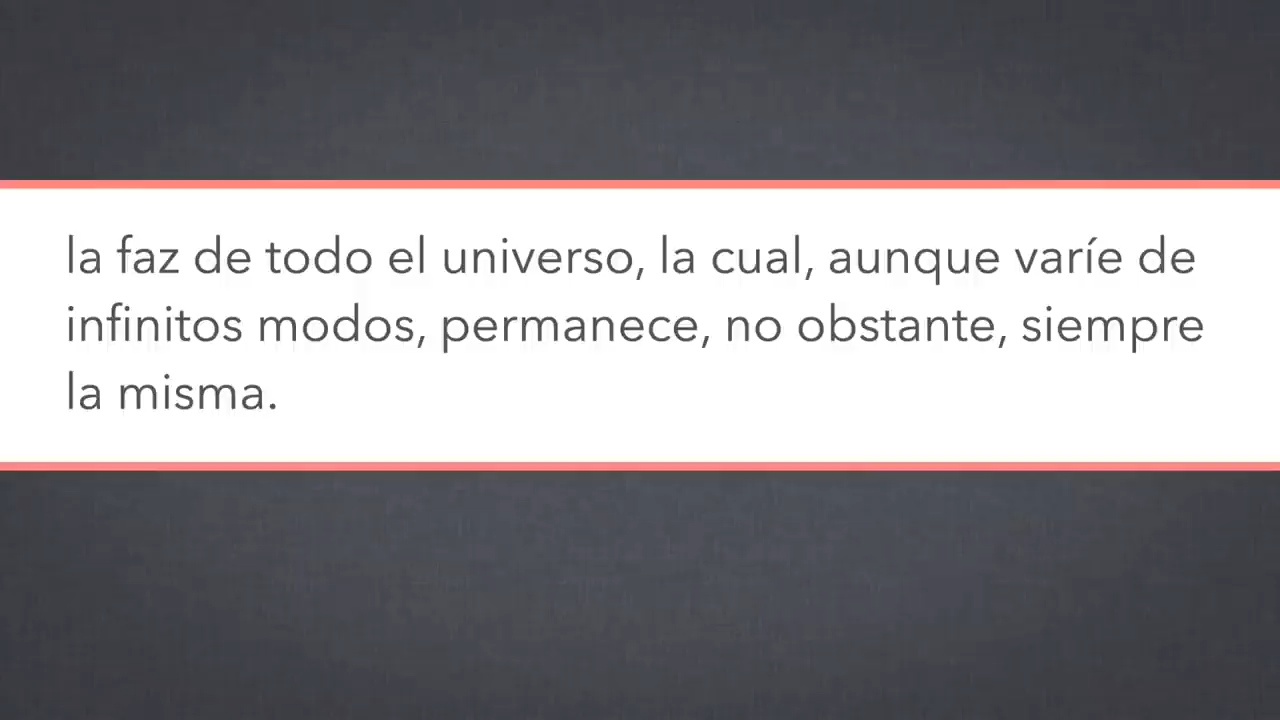 la faz de todo el universo, la cual, aunque varíe de
infinitos modos, permanece, no obstante, siempre
la misma.